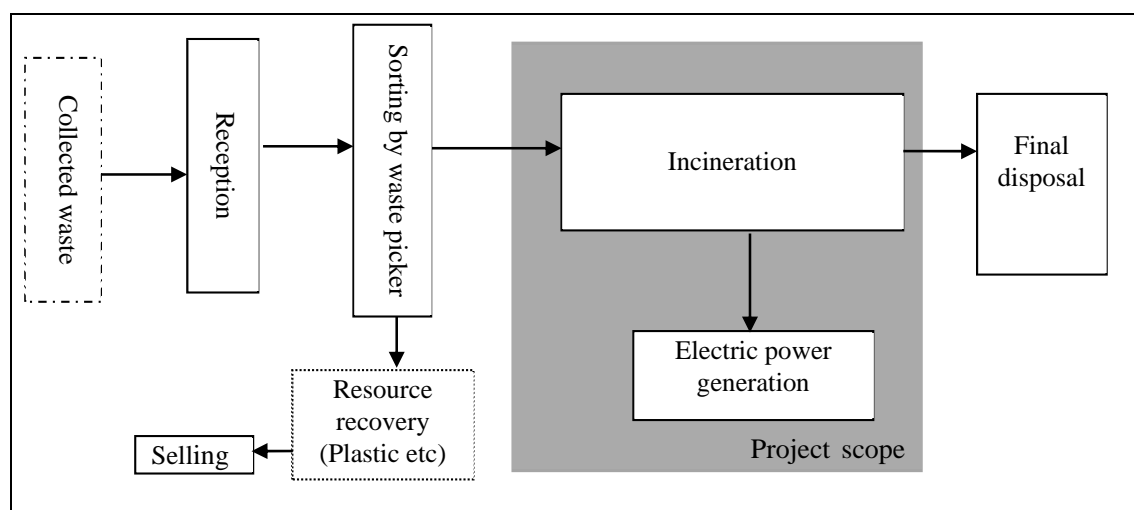 Collected waste
Reception
Sorting by waste picker
Incineration
Final
disposal
Electric power
generation
Resource
recovery
(Plastic etc)
Selling
Project scope